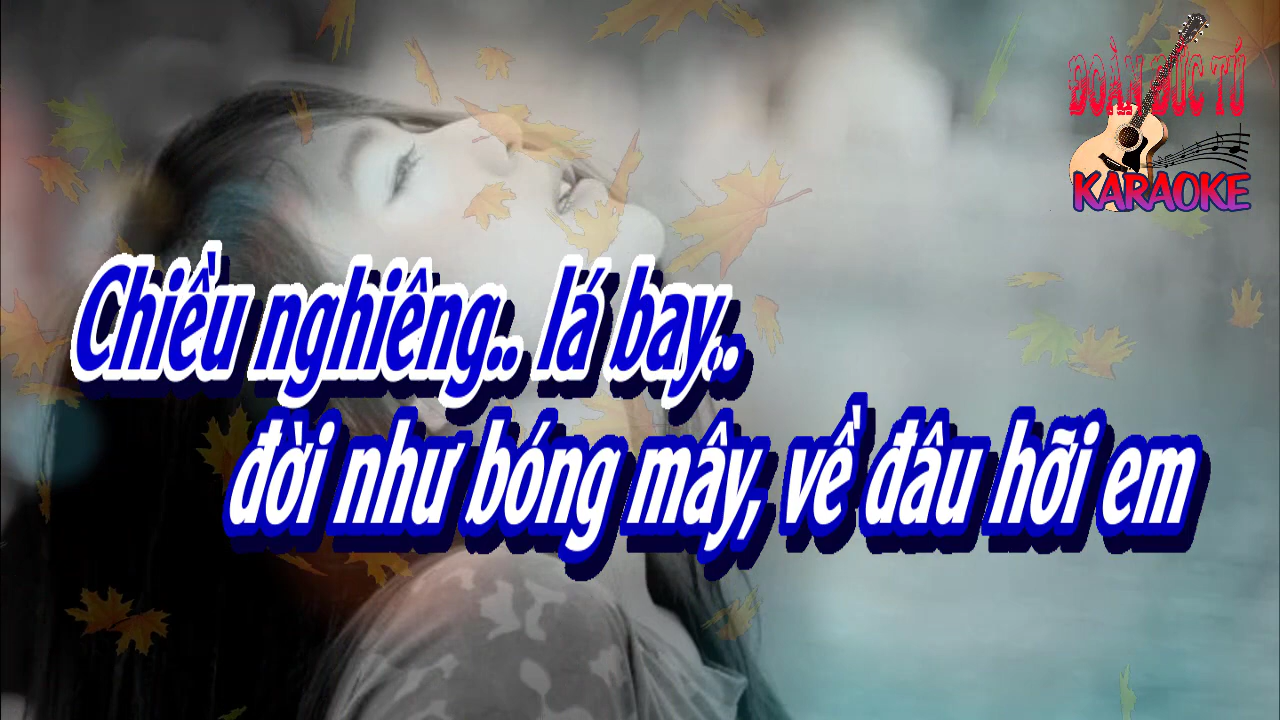 ĐOÀN ĐỨC TÚ
KARAOKE
Chiều nghiêng.. lá bay..
đời như bóng mây, về đâu hỡi em